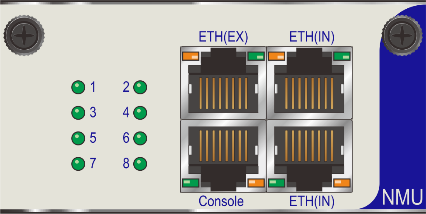 ETH(EX) ETH(IN)
1 2
3 4
5 6
7 8
Console ETH(IN)
NMU